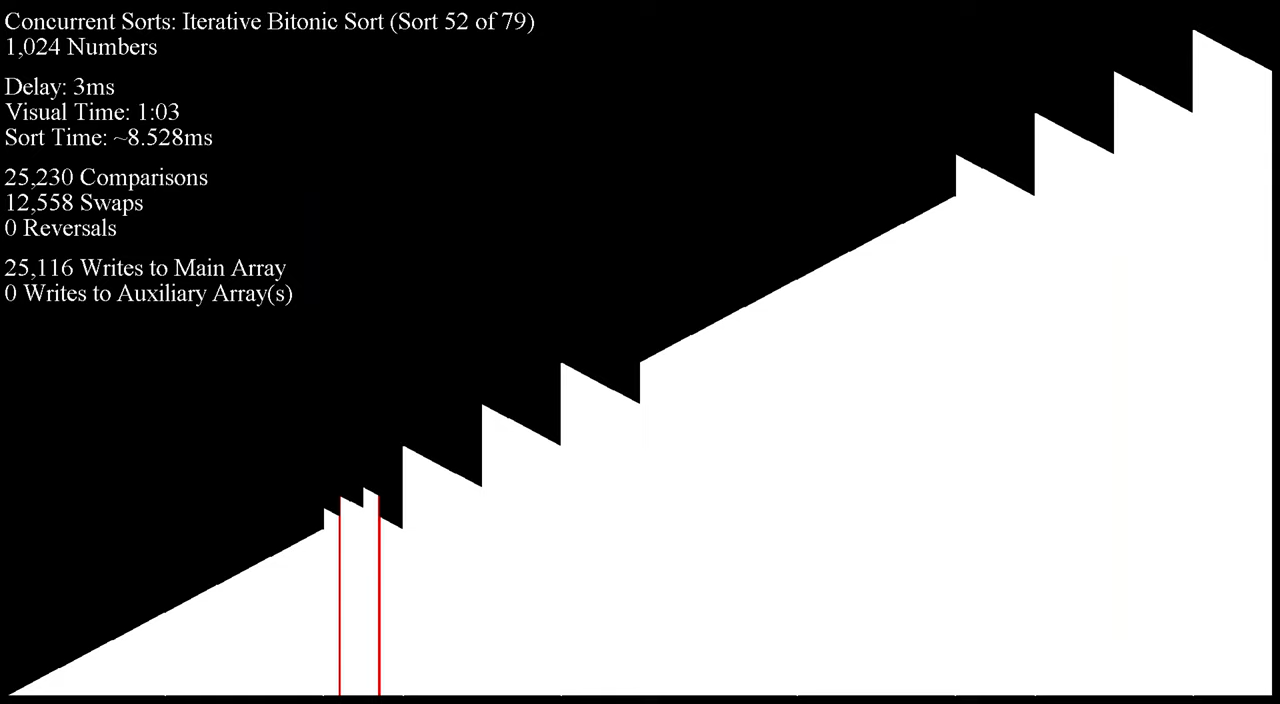 Concurrent Sorts: Iterative Bitonic Sort (Sort 52 of 79)
1,024 Numbers
Delay: 3ms
Visual Time: 1:03
Sort Time: ~8.528ms
25,230 Comparisons
12,558 Swaps
0 Reversals
25,116 Writes to Main Array
0 Writes to Auxiliary Array(s)